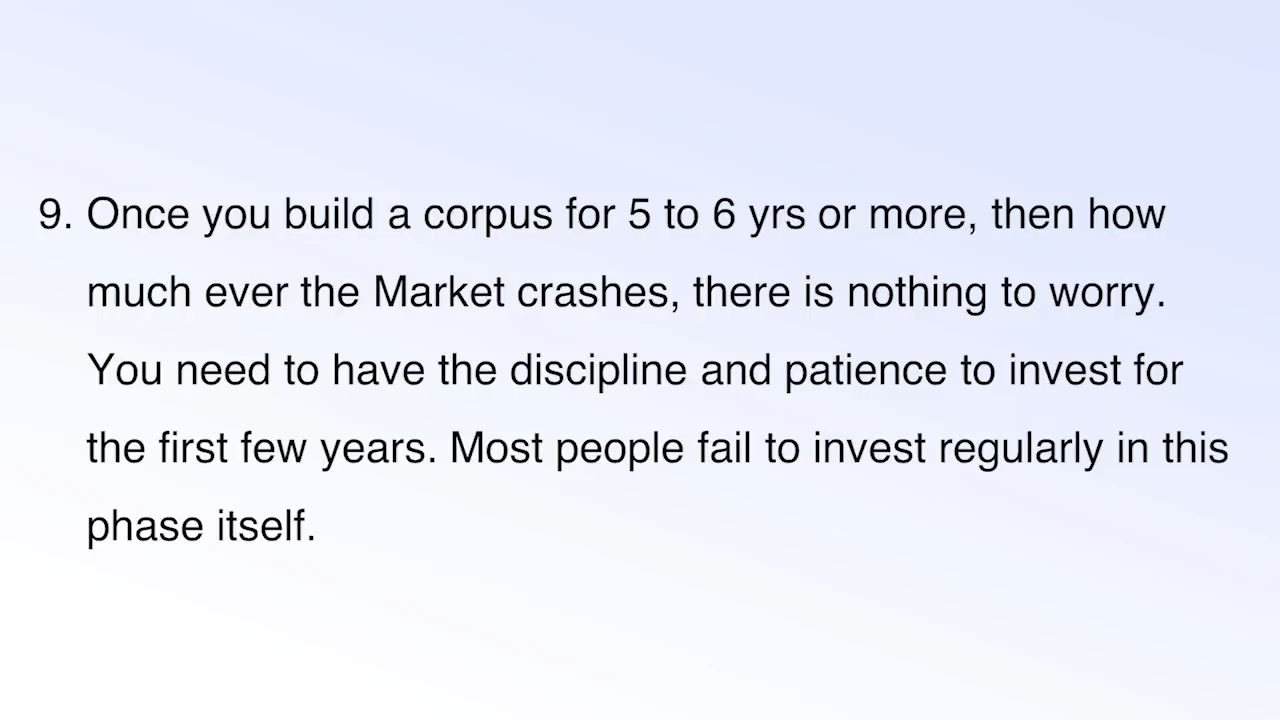 9. Once you build a corpus for 5 to 6 yrs or more, then how
much ever the Market crashes, there is nothing to worry.
You need to have the discipline and patience to invest for
the first few years. Most people fail to invest regularly in this
phase itself.